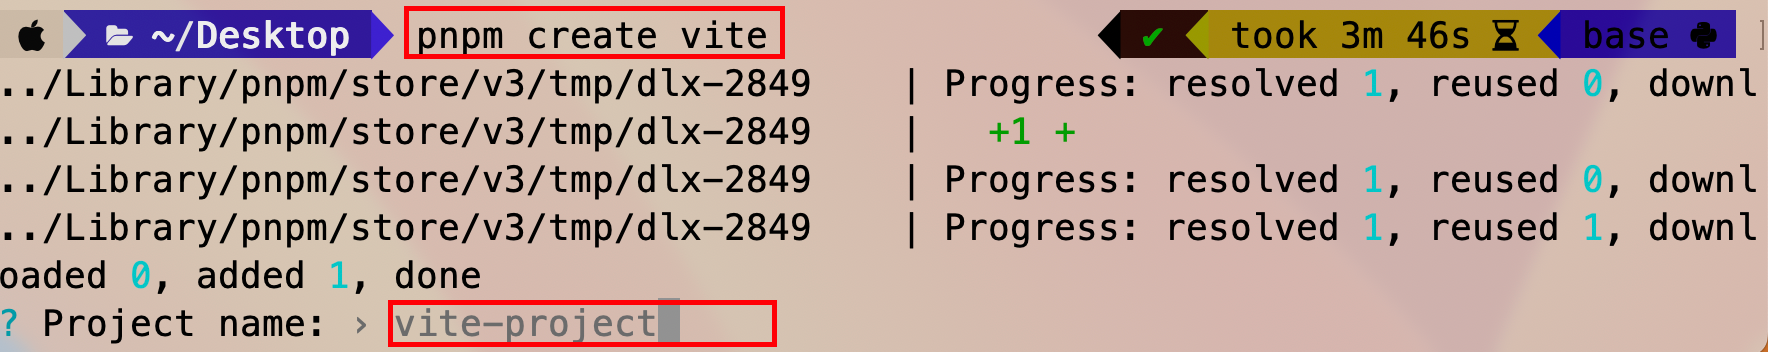 ~/Desktop pnpm create vite ✔ took 3m 46s base
../Library/pnpm/store/v3/tmp/dlx-2849 | Progress: resolved 1, reused 0, downl
../Library/pnpm/store/v3/tmp/dlx-2849 | +1 +
../Library/pnpm/store/v3/tmp/dlx-2849 | Progress: resolved 1, reused 0, downl
../Library/pnpm/store/v3/tmp/dlx-2849 | Progress: resolved 1, reused 1, downl
oaded 0, added 1, done
? Project name: › vite-project